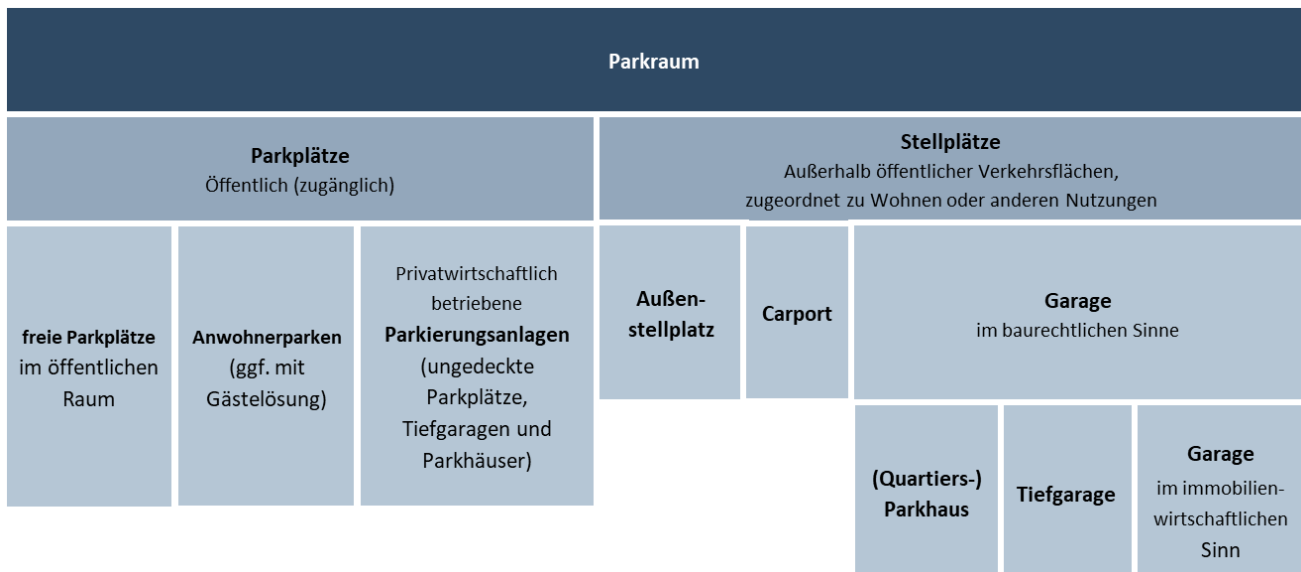 Parkraum
Parkplätze
Öffentlich (zugänglich)
Stellplätze
Außerhalb öffentlicher Verkehrsflächen,
zugeordnet zu Wohnen oder anderen Nutzungen
freie Parkplätze
im öffentlichen
Raum
Anwohnerparken
(ggf. mit
Gästelösung)
Privatwirtschaftlich
betriebene
Parkierungsanlagen
(ungedeckte
Parkplätze,
Tiefgaragen und
Parkhäuser)
Außen-
stellplatz
Carport
Garage
im baurechtlichen Sinne
(Quartiers-)
Parkhaus
Tiefgarage
Garage
im immobilien-
wirtschaftlichen
Sinn